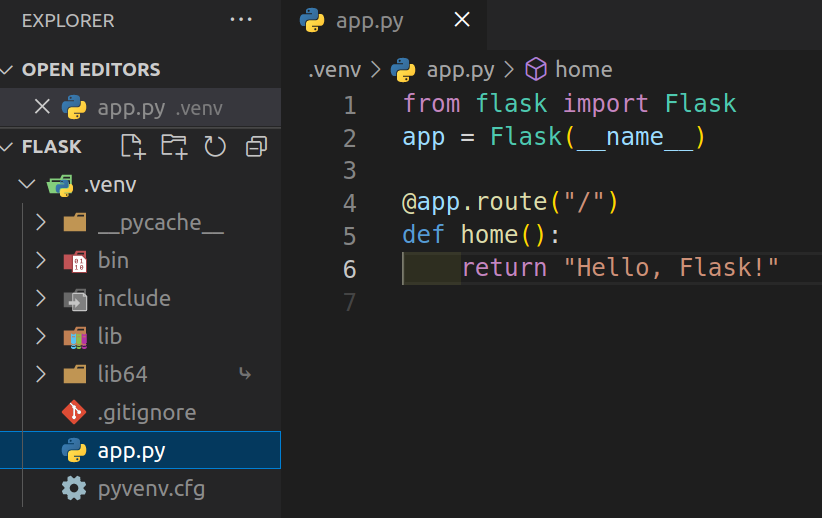 EXPLORER
OPEN EDITORS
app.py .venv
FLASK
.venv
__pycache__
bin
include
lib
lib64
.gitignore
app.py
pyvenv.cfg
app.py
.venv > app.py > home
1 from flask import Flask
2 app = Flask(__name__)
3
4 @app.route("/")
5 def home():
6     return "Hello, Flask!"
7